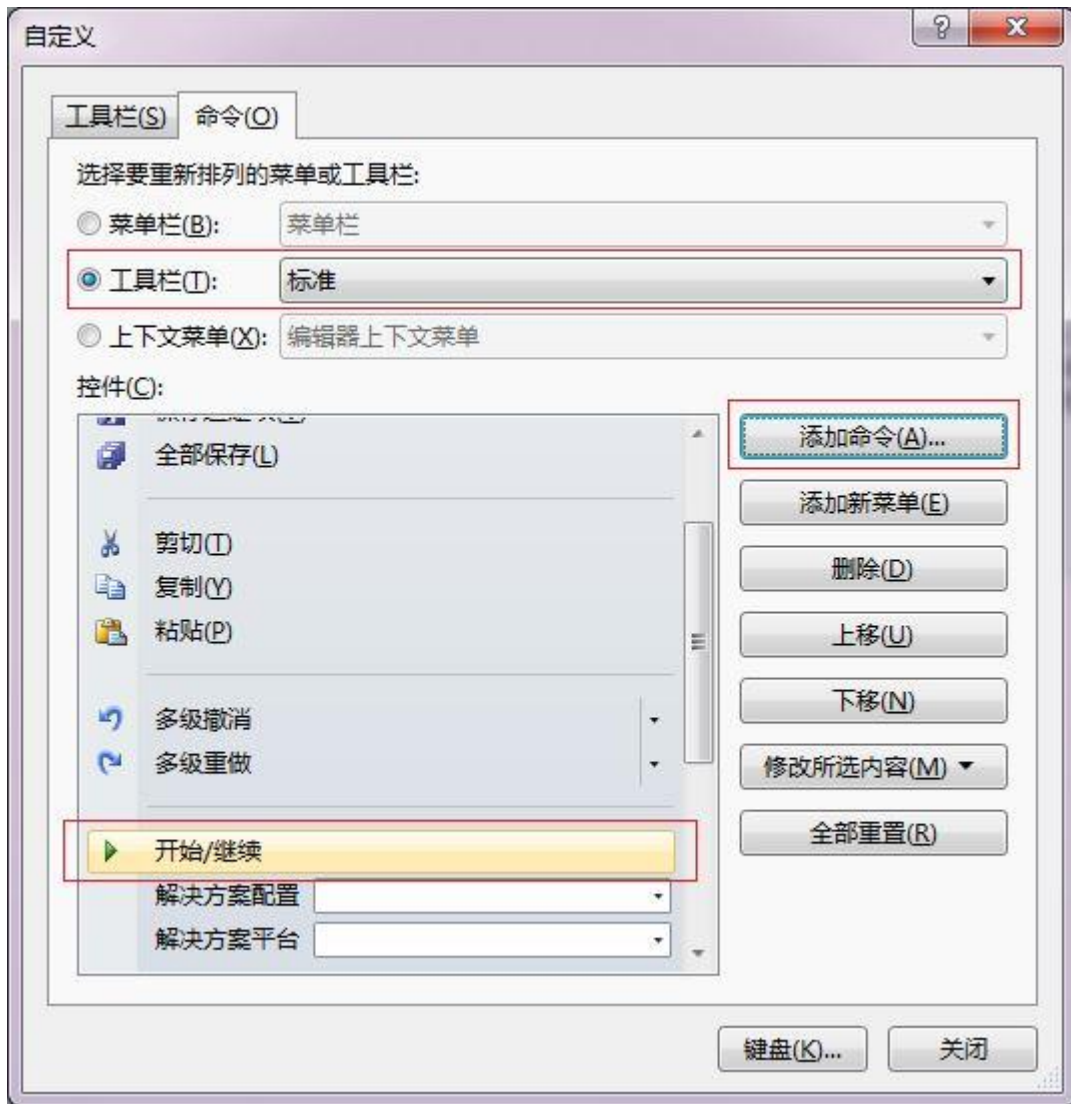 自定义
工具栏(S) 命令(O)
选择要重新排列的菜单或工具栏:
菜单栏(B): 菜单栏
工具栏(T): 标准
上下文菜单(X): 编辑器上下文菜单
控件(C):
全部保存(L)
剪切(T)
复制(Y)
粘贴(P)
多级撤消
多级重做
开始/继续
解决方案配置
解决方案平台
添加命令(A)...
添加新菜单(E)
删除(D)
上移(U)
下移(N)
修改所选内容(M)
全部重置(R)
键盘(K)... 关闭